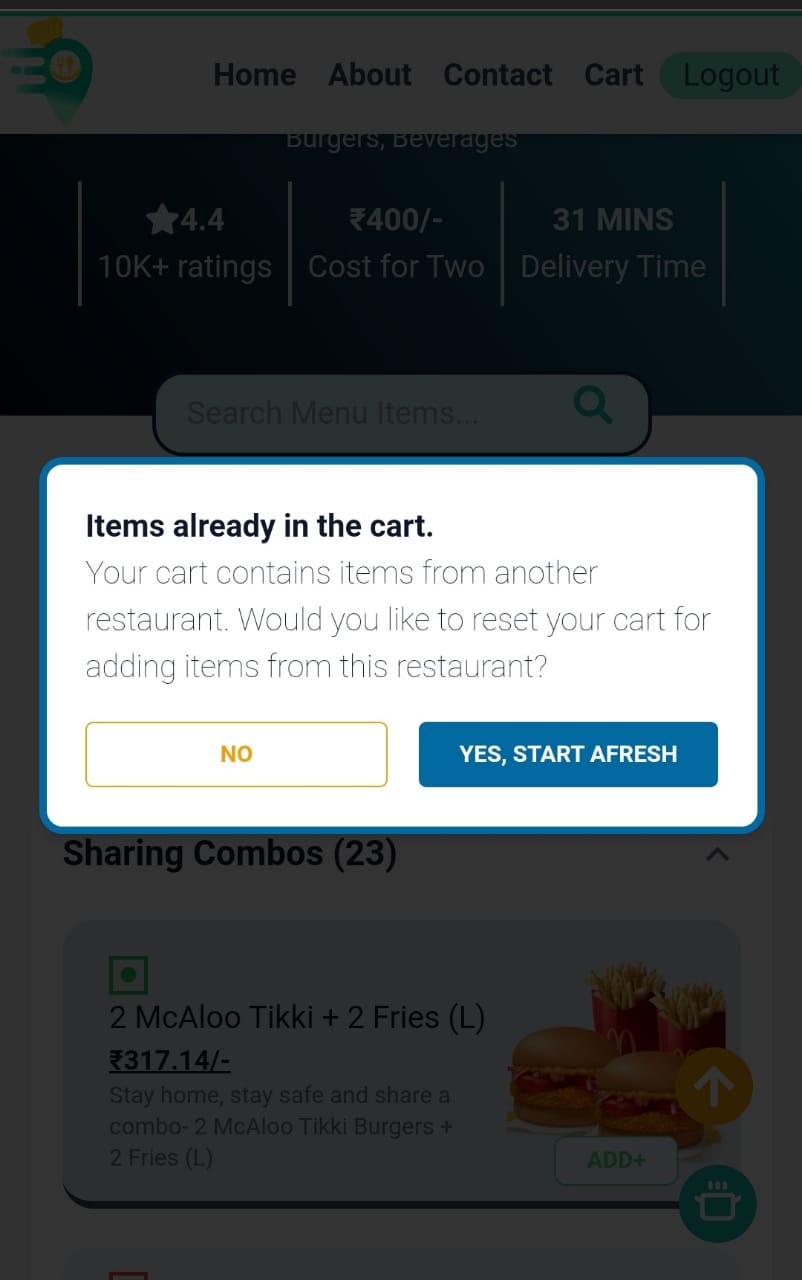 Home About Contact Cart Logout
Burgers, Beverages
4.4
10K+ ratings
₹400/-
Cost for Two
31 MINS
Delivery Time
Search Menu Items...
Items already in the cart.
Your cart contains items from another
restaurant. Would you like to reset your cart for
adding items from this restaurant?
NO
YES, START AFRESH
Sharing Combos (23)
2 McAloo Tikki + 2 Fries (L)
₹317.14/-
Stay home, stay safe and share a
combo- 2 McAloo Tikki Burgers +
2 Fries (L)
ADD+